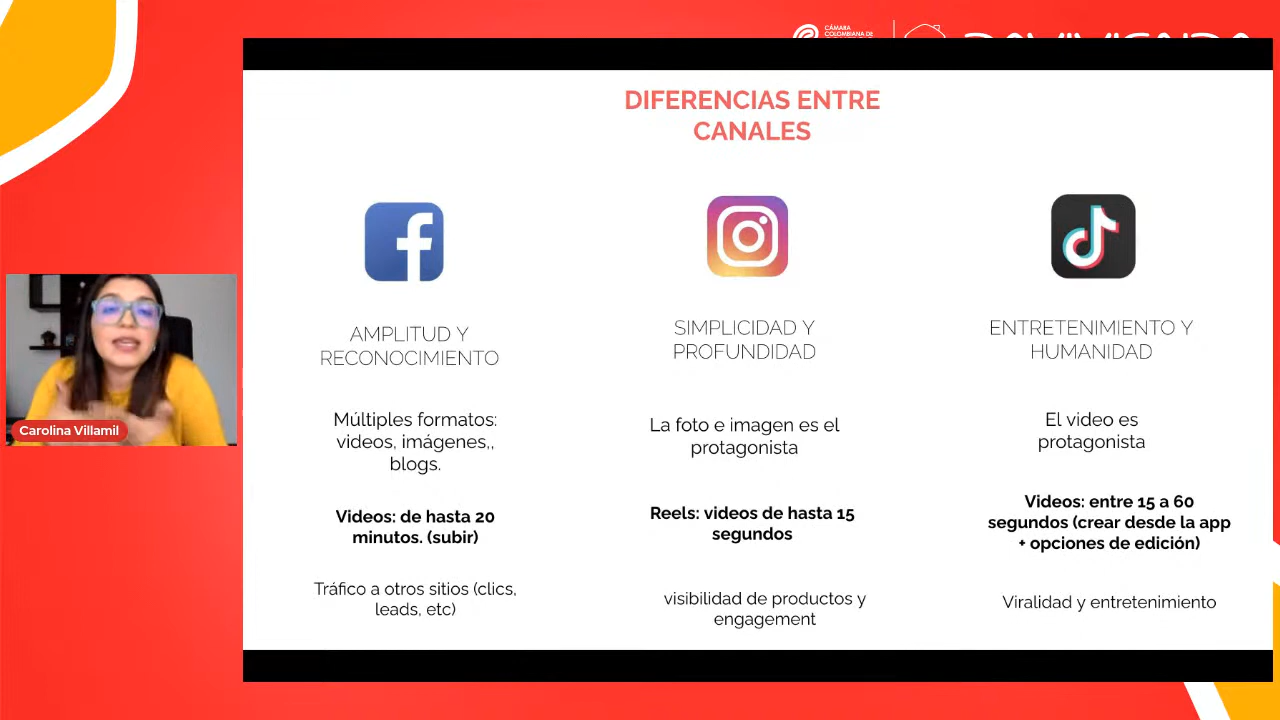 CÁMARA
COLOMBIANA DE
DIFERENCIAS ENTRE
CANALES
AMPLITUD Y
RECONOCIMIENTO
Múltiples formatos:
videos, imágenes,,
blogs.
Videos: de hasta 20
minutos. (subir)
Tráfico a otros sitios (clics,
leads, etc)
SIMPLICIDAD Y
PROFUNDIDAD
La foto e imagen es el
protagonista
Reels: videos de hasta 15
segundos
visibilidad de productos y
engagement
ENTRETENIMIENTO Y
HUMANIDAD
El video es
protagonista
Videos: entre 15 a 60
segundos (crear desde la app
+ opciones de edición)
Viralidad y entretenimiento
Carolina Villamil